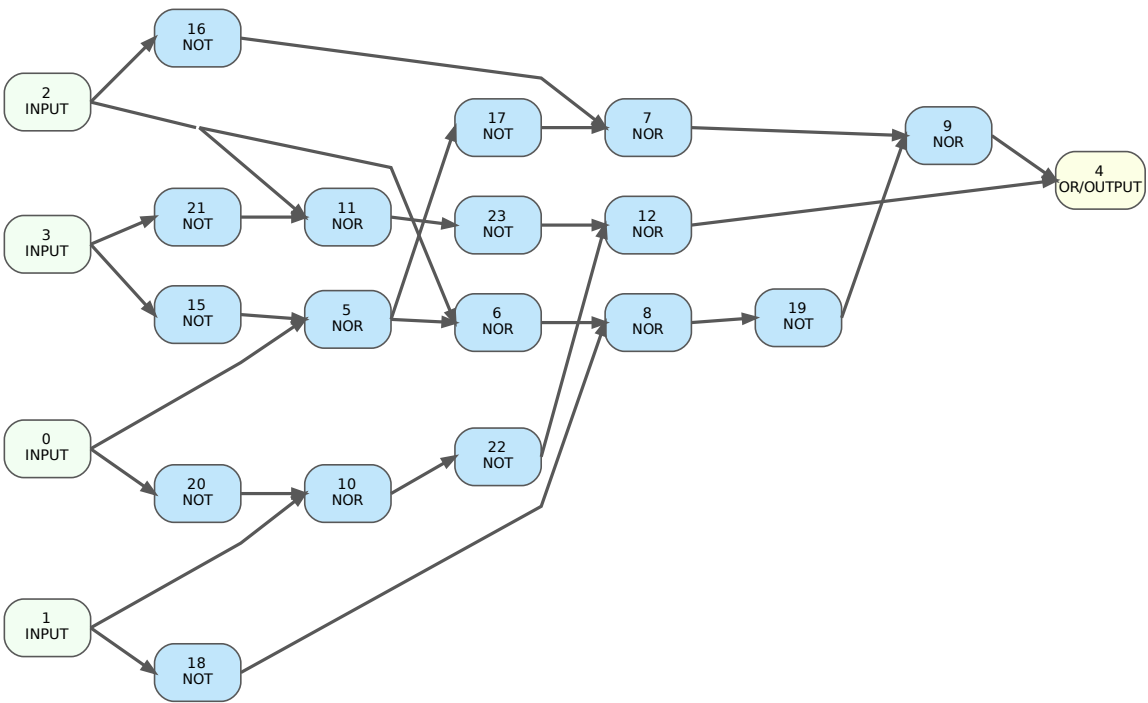 16
NOT
2
INPUT
17
NOT
7
NOR
9
NOR
4
OR/OUTPUT
21
NOT
11
NOR
23
NOT
12
NOR
3
INPUT
15
NOT
5
NOR
6
NOR
8
NOR
19
NOT
0
INPUT
20
NOT
10
NOR
22
NOT
1
INPUT
18
NOT